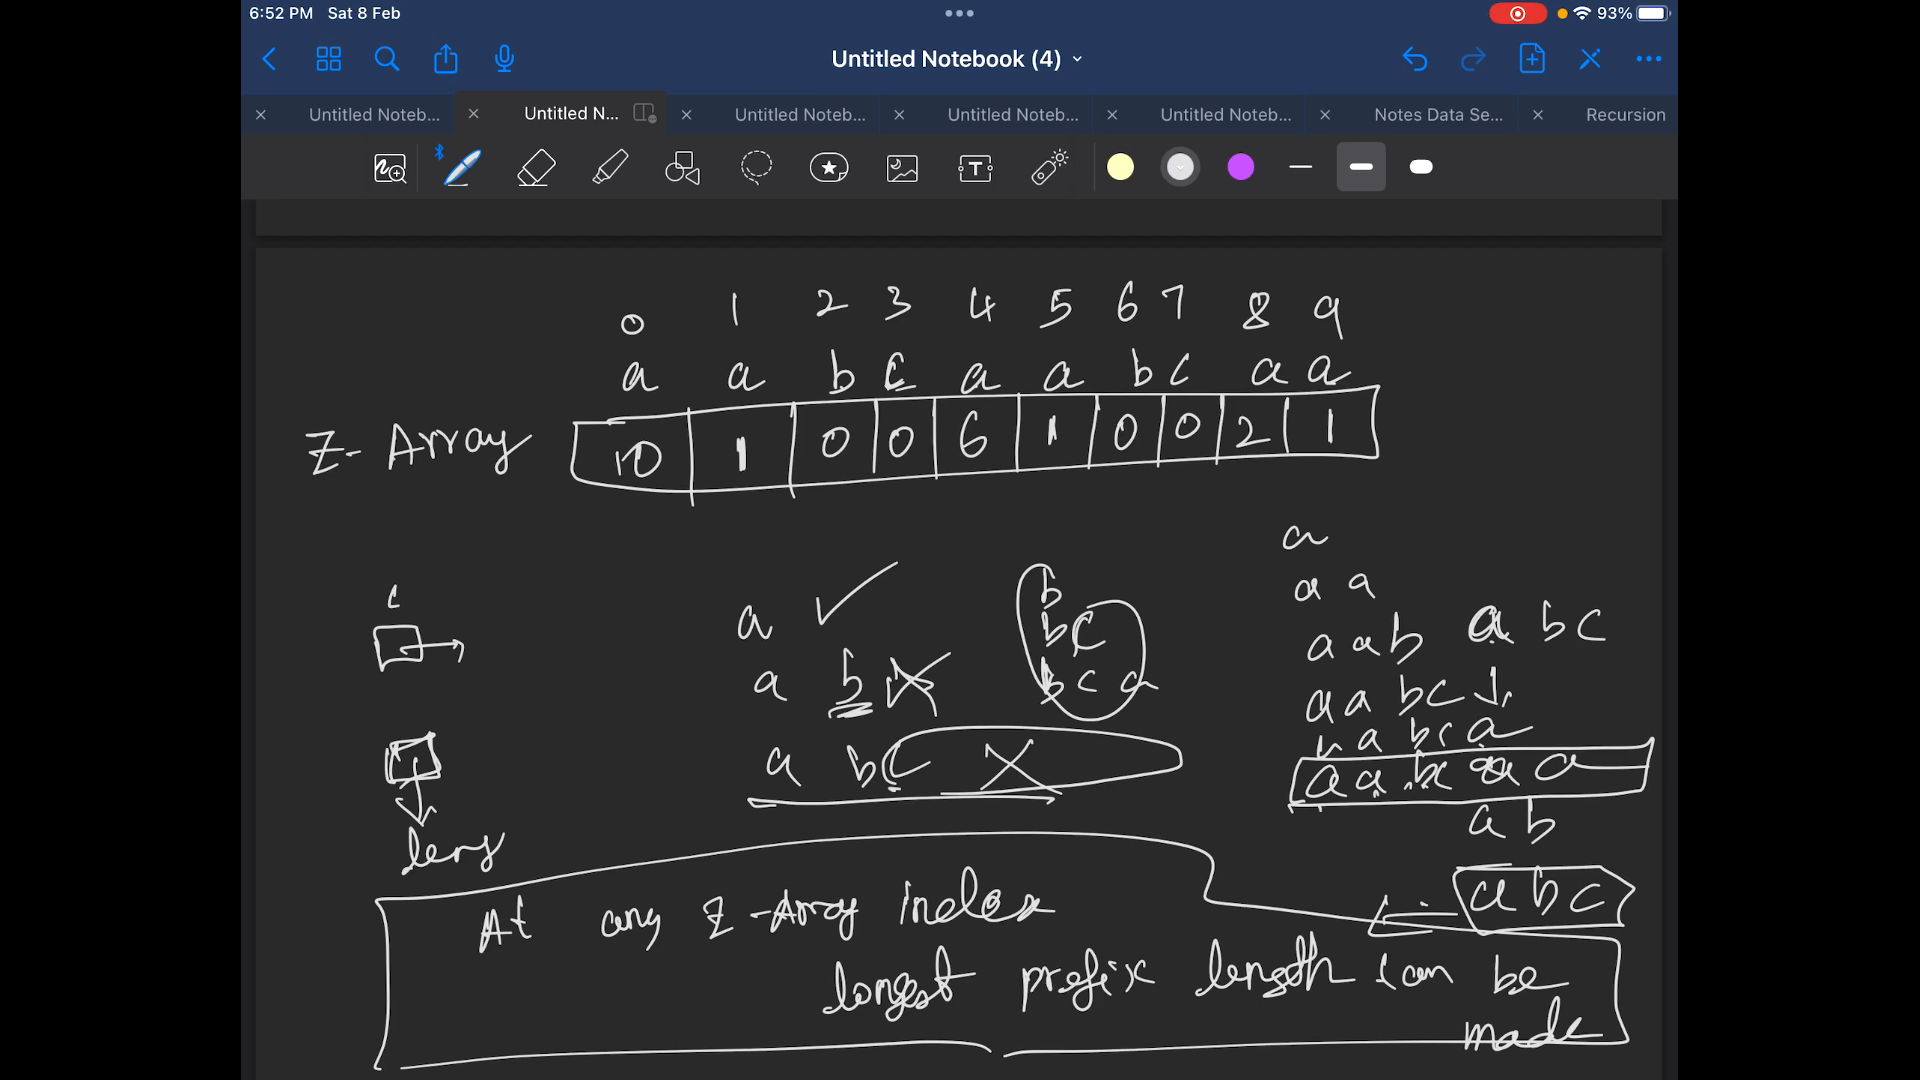 6:52 PM Sat 8 Feb
93%
Untitled Notebook (4)
Untitled Noteb... Untitled N... Untitled Noteb... Untitled Noteb... Untitled Noteb... Notes Data Se... Recursion
T
0 1 2 3 4 5 6 7 8 9
a a b c a a b c a a
Z- Array 10 1 0 0 6 1 0 0 2 1
a
a a
a b
a a b a b c
a b b c
a a b c
b c a
a b c
a a b c a
a a b c a a
a b
a b c
At any Z-Array index
longest prefix length can be
made